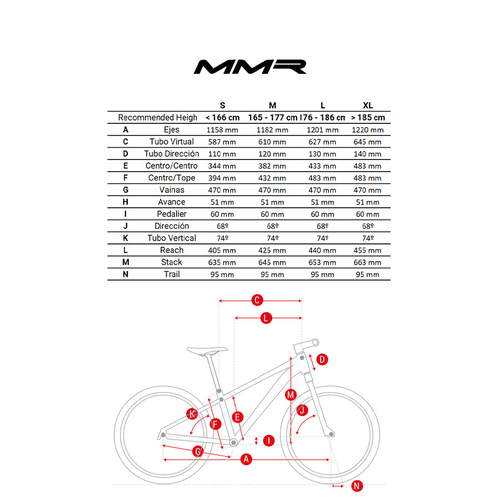 MMR
S M L XL
Recommended Heigh < 166 cm 165 - 177 cm 176 - 186 cm > 185 cm
A Ejes 1158 mm 1182 mm 1201 mm 1220 mm
C Tubo Virtual 587 mm 610 mm 627 mm 645 mm
D Tubo Dirección 110 mm 120 mm 130 mm 140 mm
E Centro/Centro 344 mm 382 mm 433 mm 483 mm
F Centro/Tope 394 mm 432 mm 483 mm 483 mm
G Vainas 470 mm 470 mm 470 mm 470 mm
H Avance 51 mm 51 mm 51 mm 51 mm
I Pedalier 60 mm 60 mm 60 mm 60 mm
J Dirección 68º 68º 68º 68º
K Tubo Vertical 74º 74º 74º 74º
L Reach 405 mm 425 mm 440 mm 455 mm
M Stack 635 mm 645 mm 653 mm 663 mm
N Trail 95 mm 95 mm 95 mm 95 mm
C
L
D
M
K
J
E
F
I
G
A
N